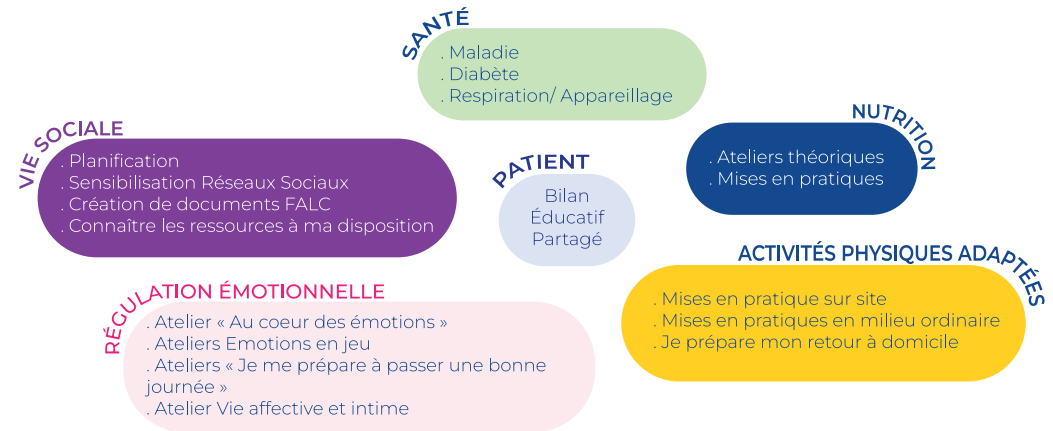 SANTÉ
. Maladie
. Diabète
. Respiration/ Appareillage
VIE SOCIALE
. Planification
. Sensibilisation Réseaux Sociaux
. Création de documents FALC
. Connaître les ressources à ma disposition
PATIENT
Bilan
Éducatif
Partagé
NUTRITION
. Ateliers théoriques
. Mises en pratiques
RÉGULATION ÉMOTIONNELLE
. Atelier « Au coeur des émotions »
. Ateliers Emotions en jeu
. Ateliers « Je me prépare à passer une bonne
journée »
. Atelier Vie affective et intime
ACTIVITÉS PHYSIQUES ADAPTÉES
. Mises en pratique sur site
. Mises en pratiques en milieu ordinaire
. Je prépare mon retour à domicile